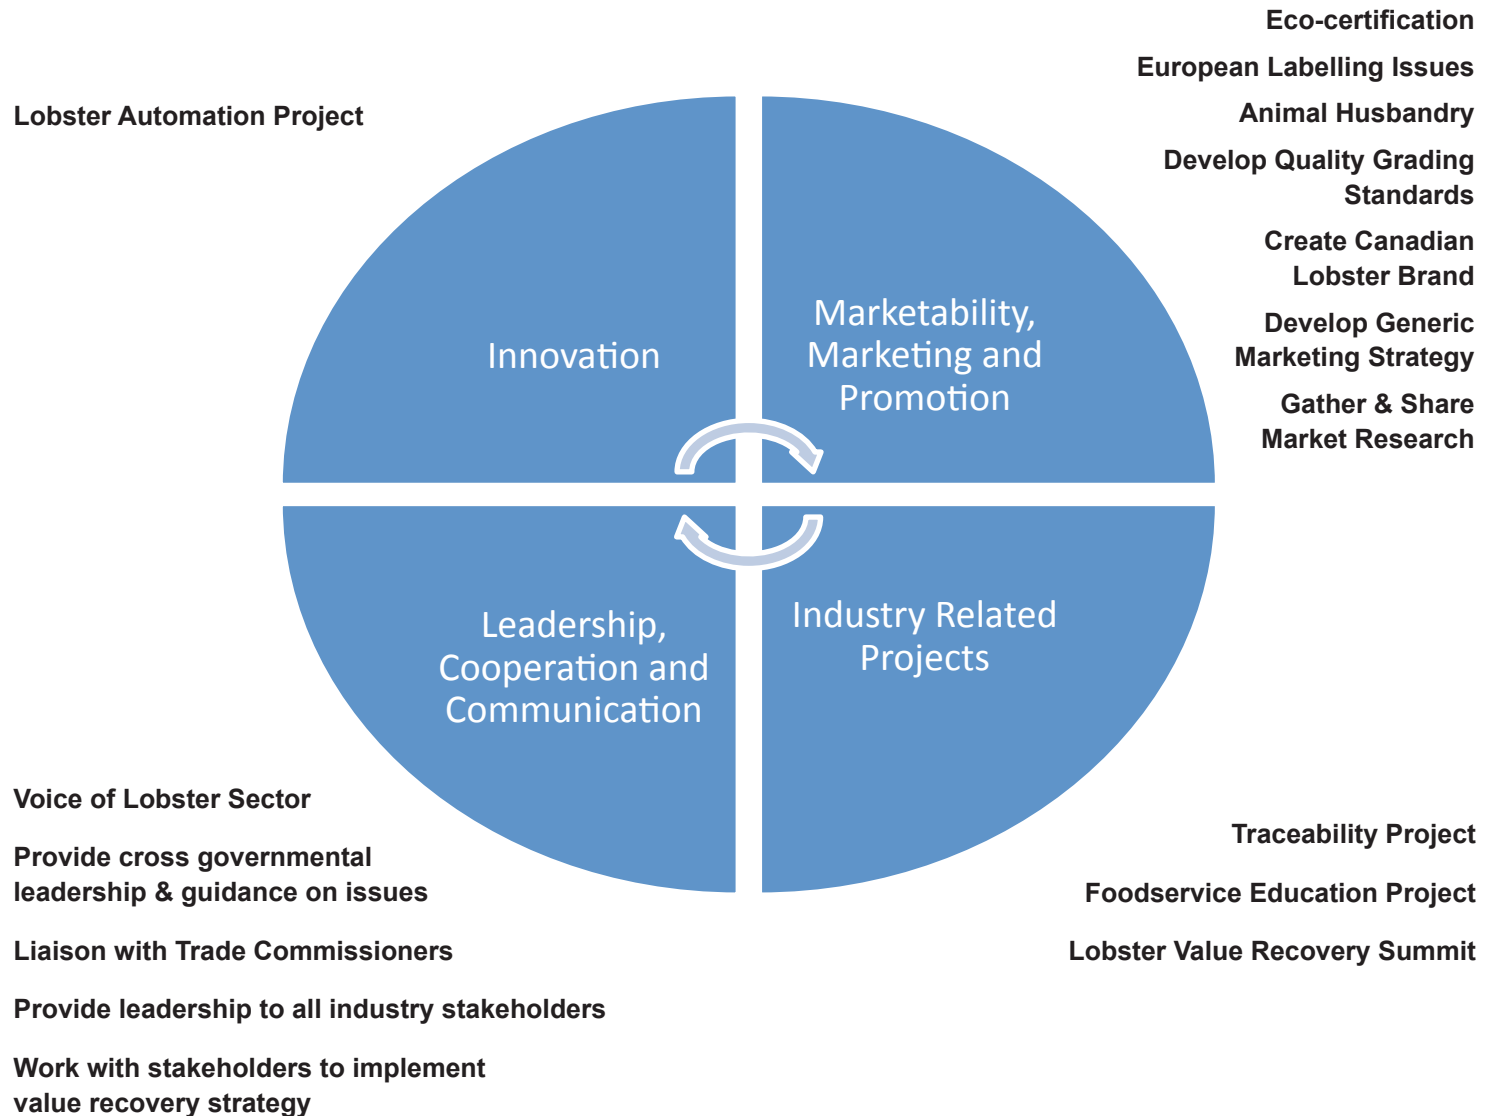 Lobster Automation Project
Innovation
Eco-certification
European Labelling Issues
Animal Husbandry
Develop Quality Grading
Standards
Create Canadian
Lobster Brand
Develop Generic
Marketing Strategy
Gather & Share
Market Research
Marketability,
Marketing and
Promotion
Leadership,
Cooperation and
Communication
Industry Related
Projects
Voice of Lobster Sector
Provide cross governmental
leadership & guidance on issues
Liaison with Trade Commissioners
Provide leadership to all industry stakeholders
Work with stakeholders to implement
value recovery strategy
Traceability Project
Foodservice Education Project
Lobster Value Recovery Summit